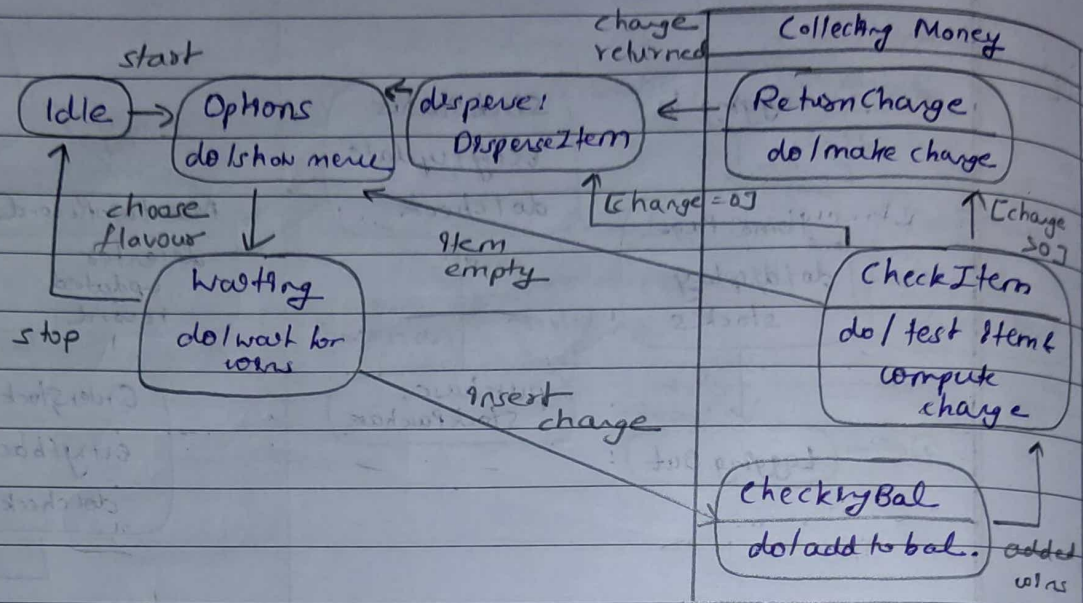 Collecting Money
change
returned
start
Idle
Options
do/show menu
dispense:
DisperseItem
ReturnChange
do/make change
choose
flavour
[change = 0]
[change
>0]
item
empty
Waiting
do/wait for
coins
CheckItem
do/ test item &
compute
change
stop
insert
change
CheckingBal
do/add to bal.
added
coins